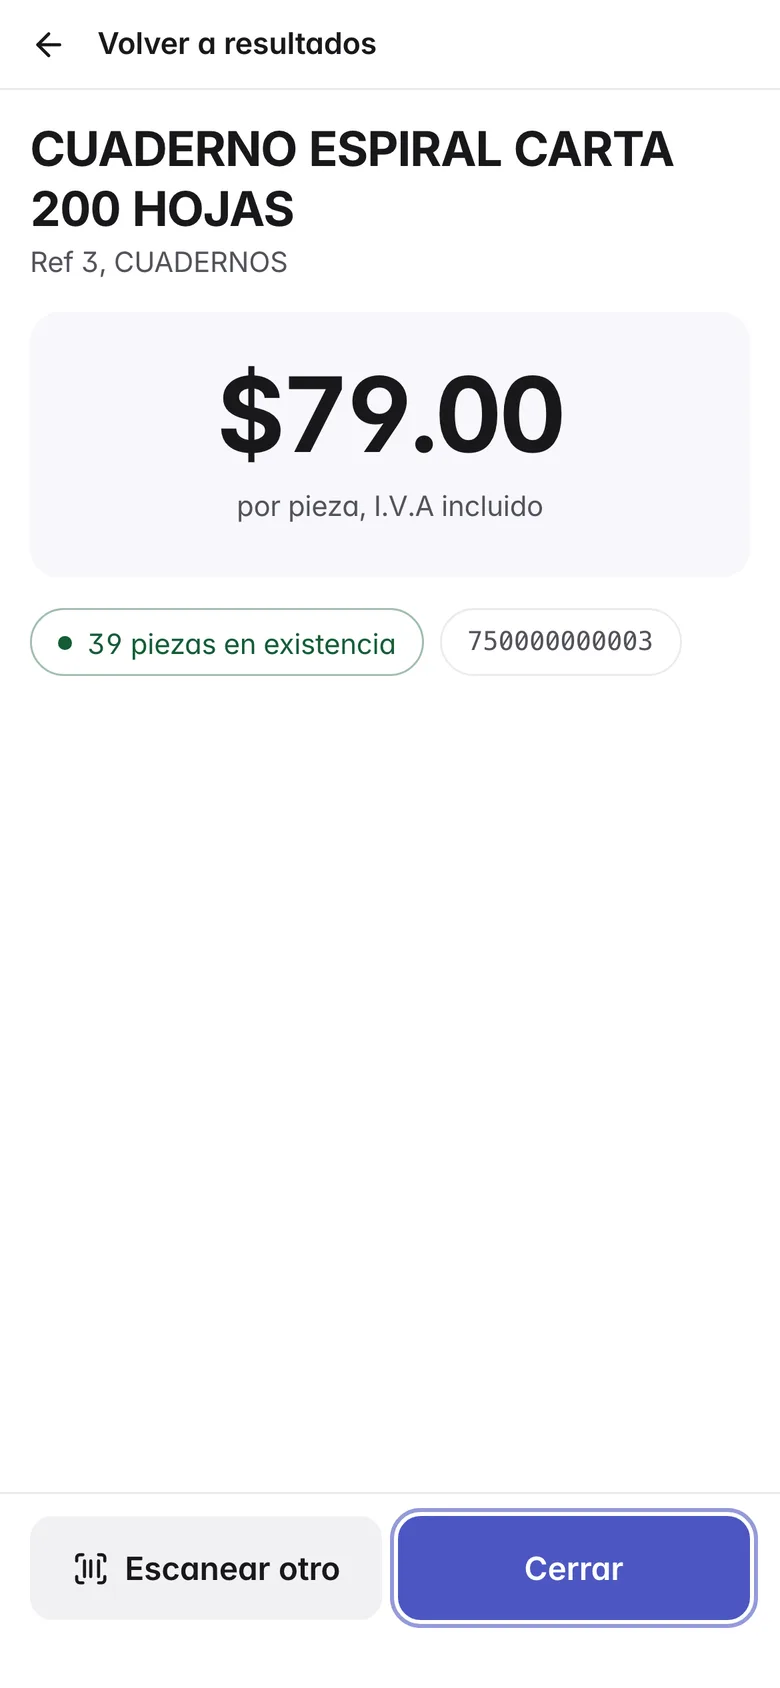 Volver a resultados
CUADERNO ESPIRAL CARTA
200 HOJAS
Ref 3, CUADERNOS
$79.00
por pieza, I.V.A incluido
39 piezas en existencia
750000000003
Escanear otro
Cerrar